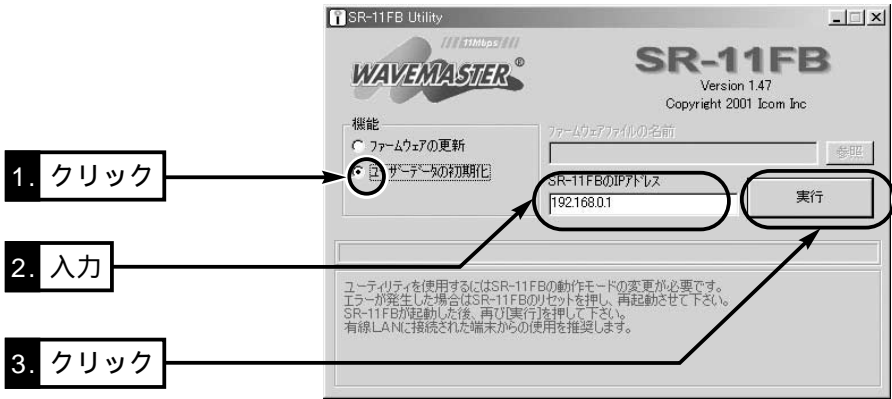 SR-11FB Utility
11Mbps
WAVEMASTER®
SR-11FB
Version 1.47
Copyright 2001 Icom Inc
機能
ファームウェアの更新
ユーザーデータの初期化
ファームウェアファイルの名前
参照
SR-11FBのIPアドレス
192.168.0.1
実行
ユーティリティを使用するにはSR-11FBの動作モードの変更が必要です。
エラーが発生した場合はSR-11FBのリセットを押し、再起動させて下さい。
SR-11FBが起動した後、再び[実行]を押して下さい。
有線LANに接続された端末からの使用を推奨します。
1. クリック
2. 入力
3. クリック